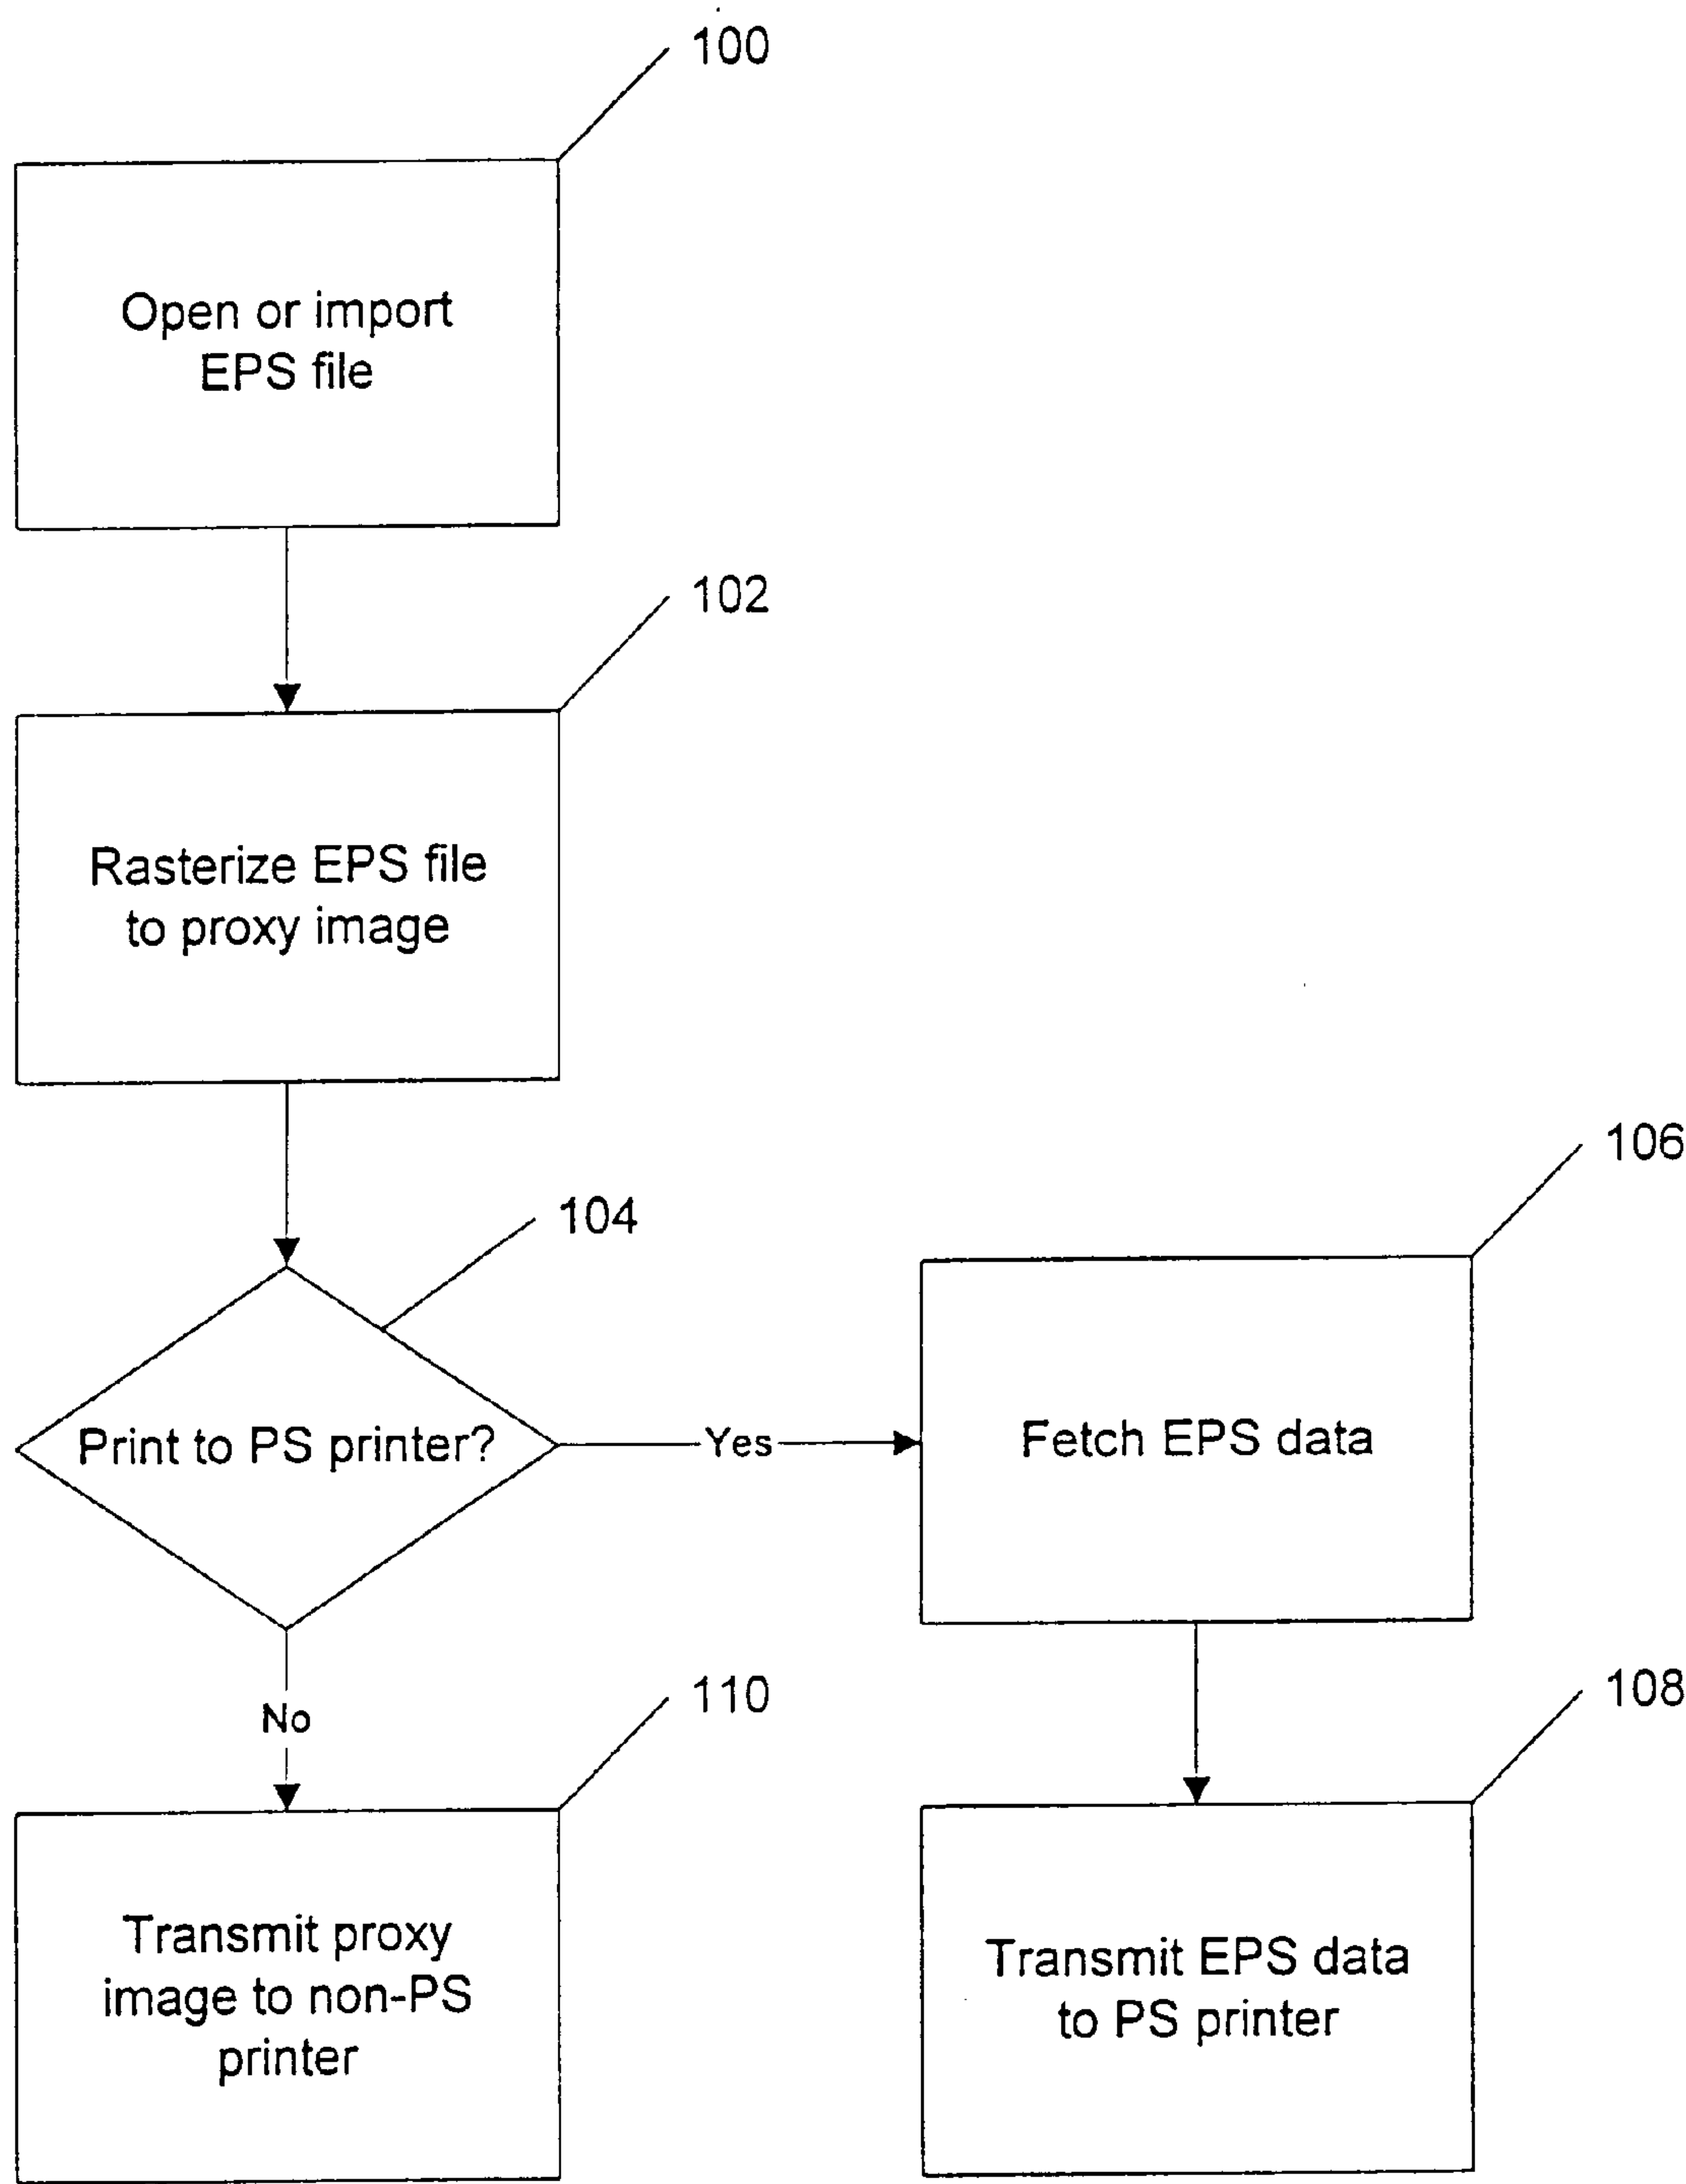 100
Open or import
EPS file
102
Rasterize EPS file
to proxy image
104
Print to PS printer?
Yes
106
Fetch EPS data
No
110
Transmit proxy
image to non-PS
printer
108
Transmit EPS data
to PS printer